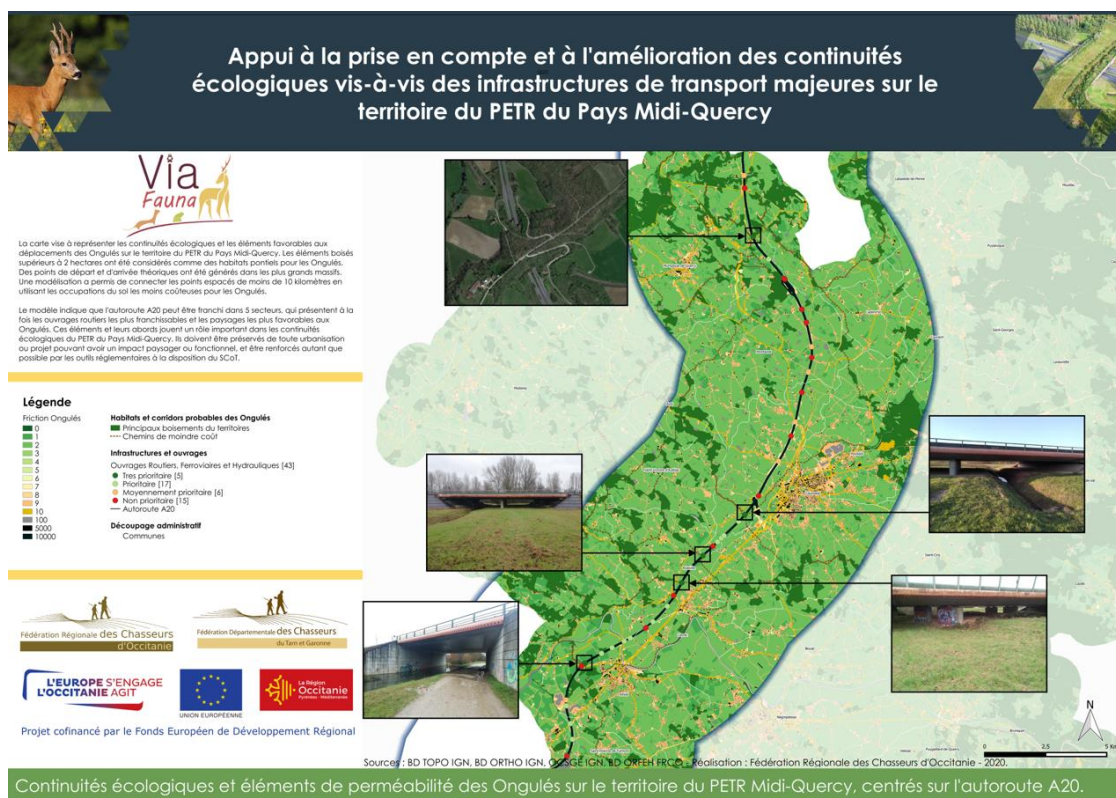 Appui à la prise en compte et à l'amélioration des continuités
écologiques vis-à-vis des infrastructures de transport majeures sur le
territoire du PETR du Pays Midi-Quercy
Via
Fauna
La carte vise à représenter les continuités écologiques et les éléments favorables aux
déplacements des Ongulés sur le territoire du PETR du Pays Midi-Quercy. Les éléments boisés
supérieurs à 2 hectares ont été considérés comme des habitats pontiels pour les Ongulés.
Des points de départ et d'arrivée théoriques ont été générés dans les plus grands massifs.
Une modélisation a permis de connecter les points espacés de moins de 10 kilomètres en
utilisant les occupations du sol les moins coûteuses pour les Ongulés.
Le modèle indique que l'autoroute A20 peut être franchi dans 5 secteurs, qui présentent à la
fois les ouvrages routiers les plus franchissables et les paysages les plus favorables aux
Ongulés. Ces éléments et leurs abords jouent un rôle important dans les continuités
écologiques du PETR du Pays Midi-Quercy. Ils doivent être préservés de toute urbanisation
ou projet pouvant avoir un impact paysager ou fonctionnel, et être renforcés autant que
possible par les outils réglementaires à la disposition du SCoT.
Légende
Friction Ongulés
0
1
2
3
4
5
6
7
8
9
10
100
5000
10000
Habitats et corridors probables des Ongulés
Principaux boisements du territoires
Chemins de moindre coût
Infrastructures et ouvrages
Ouvrages Routiers, Ferroviaires et Hydrauliques [43]
Tres prioritaire [5]
Prioritaire [17]
Moyennement prioritaire [6]
Non prioritaire [15]
Autoroute A20
Découpage administratif
Communes
Fédération Régionale des Chasseurs
d'Occitanie
Fédération Départementale des Chasseurs
du Tarn et Garonne
L'EUROPE S'ENGAGE
L'OCCITANIE AGIT
UNION EUROPÉENNE
La Région
Occitanie
Pyrénées - Méditerranée
Projet cofinancé par le Fonds Européen de Développement Régional
N
0 2.5 5 Km
Sources : BD TOPO IGN, BD ORTHO IGN, OCSGE IGN, BD ORFEH FRCO - Réalisation : Fédération Régionale des Chasseurs d'Occitanie - 2020.
Continuités écologiques et éléments de perméabilité des Ongulés sur le territoire du PETR Midi-Quercy, centrés sur l'autoroute A20.